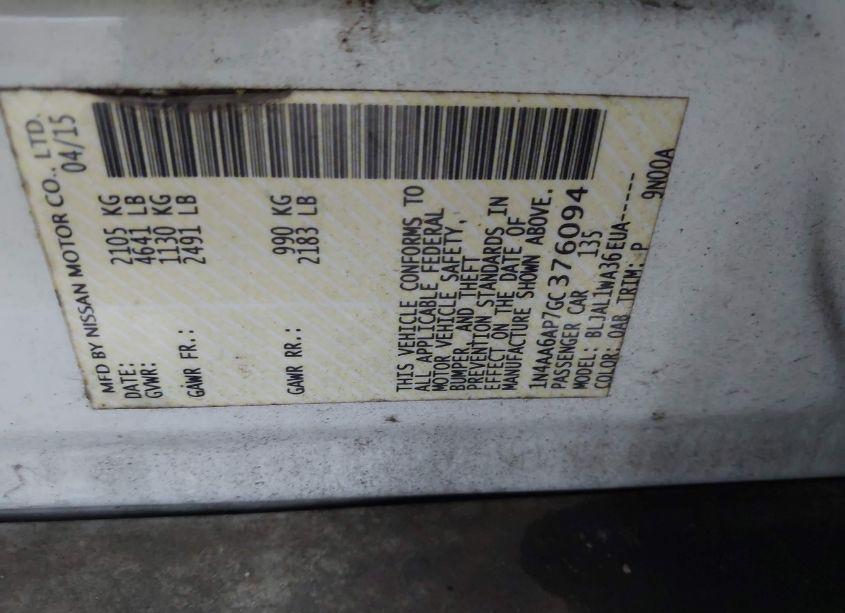 MFD BY NISSAN MOTOR CO., LTD.
DATE: 04/15
GVWR: 2105 KG
4641 LB
GAWR FR.: 1130 KG
2491 LB
GAWR RR.: 990 KG
2183 LB
THIS VEHICLE CONFORMS TO
ALL APPLICABLE FEDERAL
MOTOR VEHICLE SAFETY,
BUMPER, AND THEFT
PREVENTION STANDARDS IN
EFFECT ON THE DATE OF
MANUFACTURE SHOWN ABOVE.
1N4AA6AP7GC376094
PASSENGER CAR 135
MODEL: BLJAL1WA36EUA------
COLOR: QAB TRIM: P 9N00A